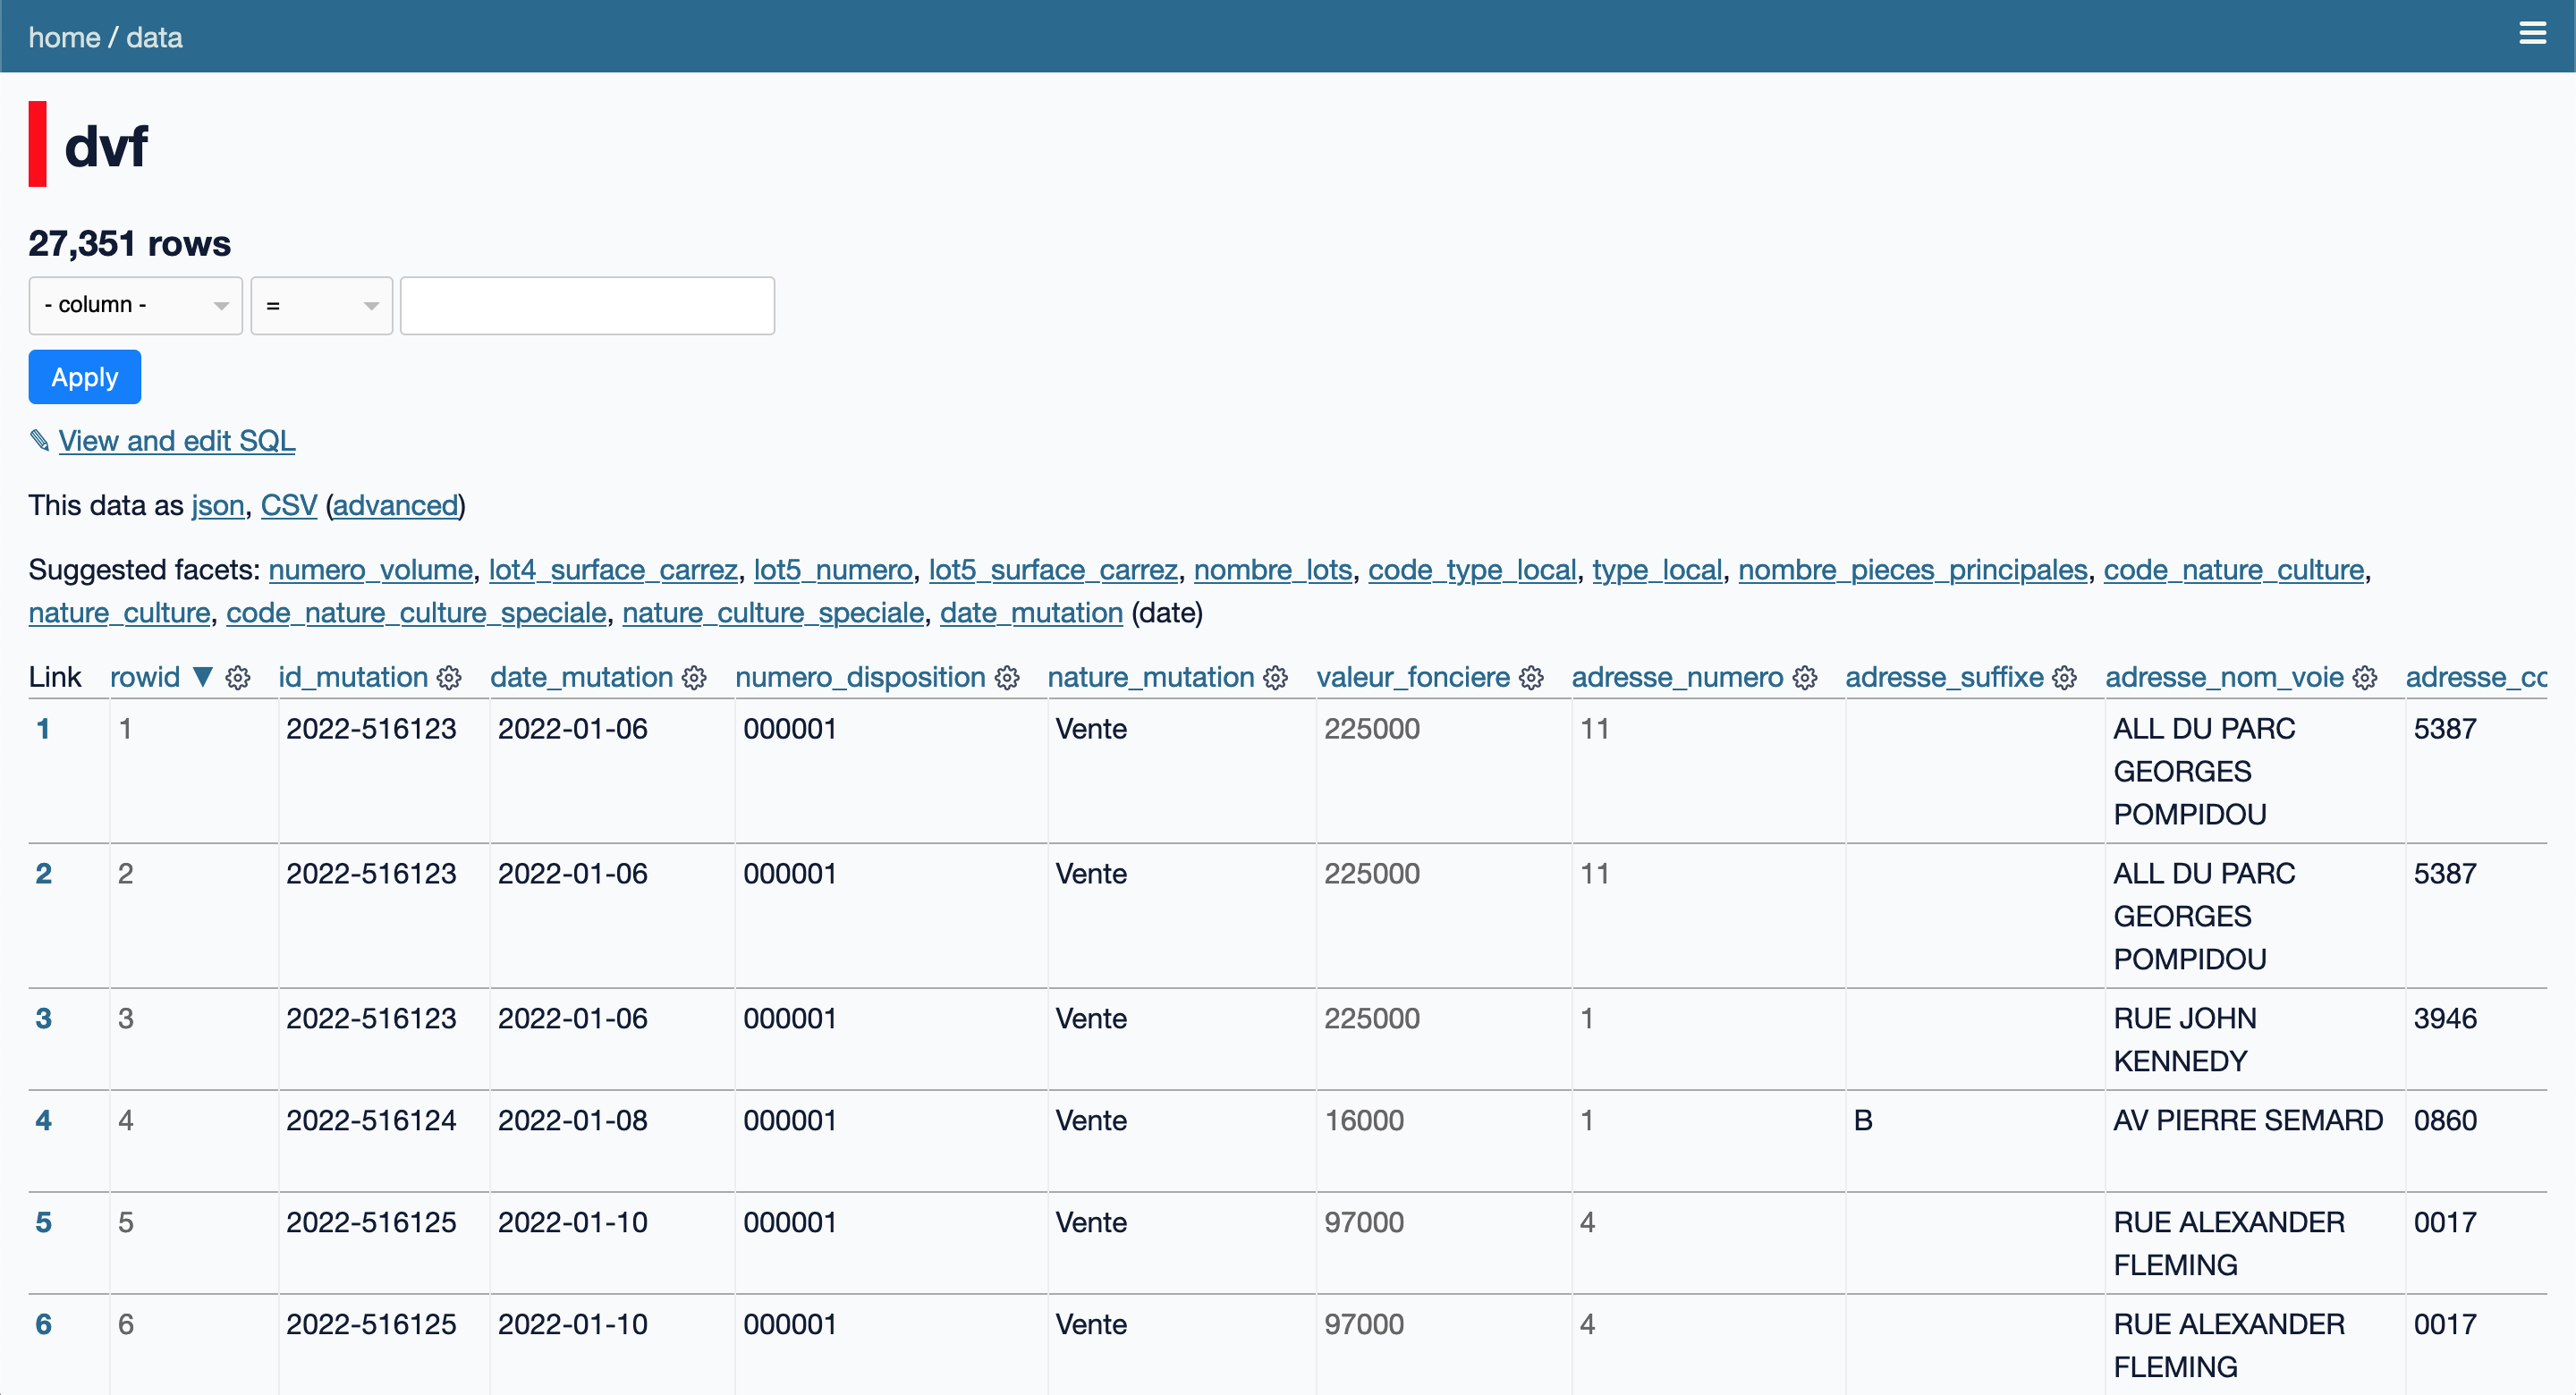 home / data
dvf
27,351 rows
- column - =
Apply
✎ View and edit SQL
This data as json, CSV (advanced)
Suggested facets: numero_volume, lot4_surface_carrez, lot5_numero, lot5_surface_carrez, nombre_lots, code_type_local, type_local, nombre_pieces_principales, code_nature_culture,
nature_culture, code_nature_culture_speciale, nature_culture_speciale, date_mutation (date)
Link rowid ▼ id_mutation date_mutation numero_disposition nature_mutation valeur_fonciere adresse_numero adresse_suffixe adresse_nom_voie adresse_co
1 1 2022-516123 2022-01-06 000001 Vente 225000 11 ALL DU PARC 5387
GEORGES
POMPIDOU
2 2 2022-516123 2022-01-06 000001 Vente 225000 11 ALL DU PARC 5387
GEORGES
POMPIDOU
3 3 2022-516123 2022-01-06 000001 Vente 225000 1 RUE JOHN 3946
KENNEDY
4 4 2022-516124 2022-01-08 000001 Vente 16000 1 B AV PIERRE SEMARD 0860
5 5 2022-516125 2022-01-10 000001 Vente 97000 4 RUE ALEXANDER 0017
FLEMING
6 6 2022-516125 2022-01-10 000001 Vente 97000 4 RUE ALEXANDER 0017
FLEMING